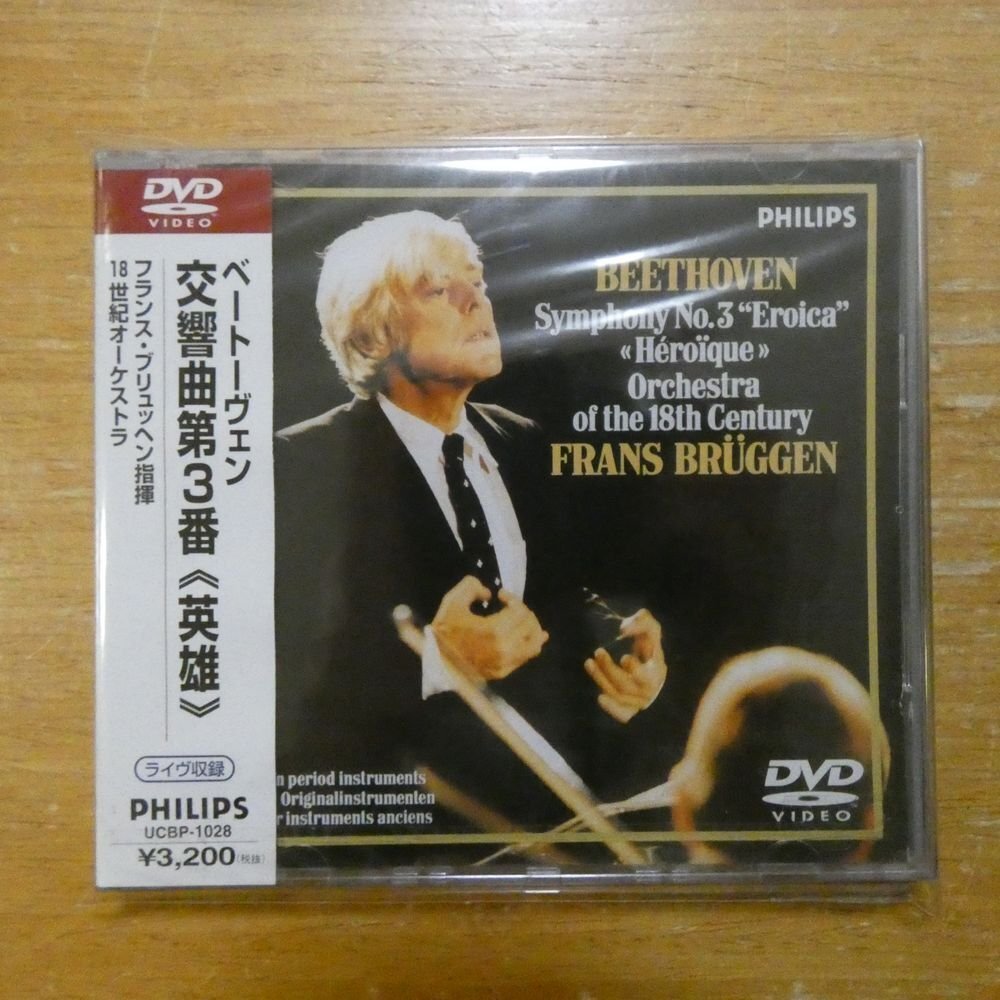 DVD
VIDEO
ベートーヴェン
交響曲第3番《英雄》
フランス・ブリュッヘン指揮
18世紀オーケストラ
ライヴ収録
PHILIPS
UCBP-1028
¥3,200(税抜)
PHILIPS
BEETHOVEN
Symphony No. 3 “Eroica”
«Héroïque»
Orchestra
of the 18th Century
FRANS BRÜGGEN
n period instruments
Originalinstrumenten
r instruments anciens
DVD
VIDEO